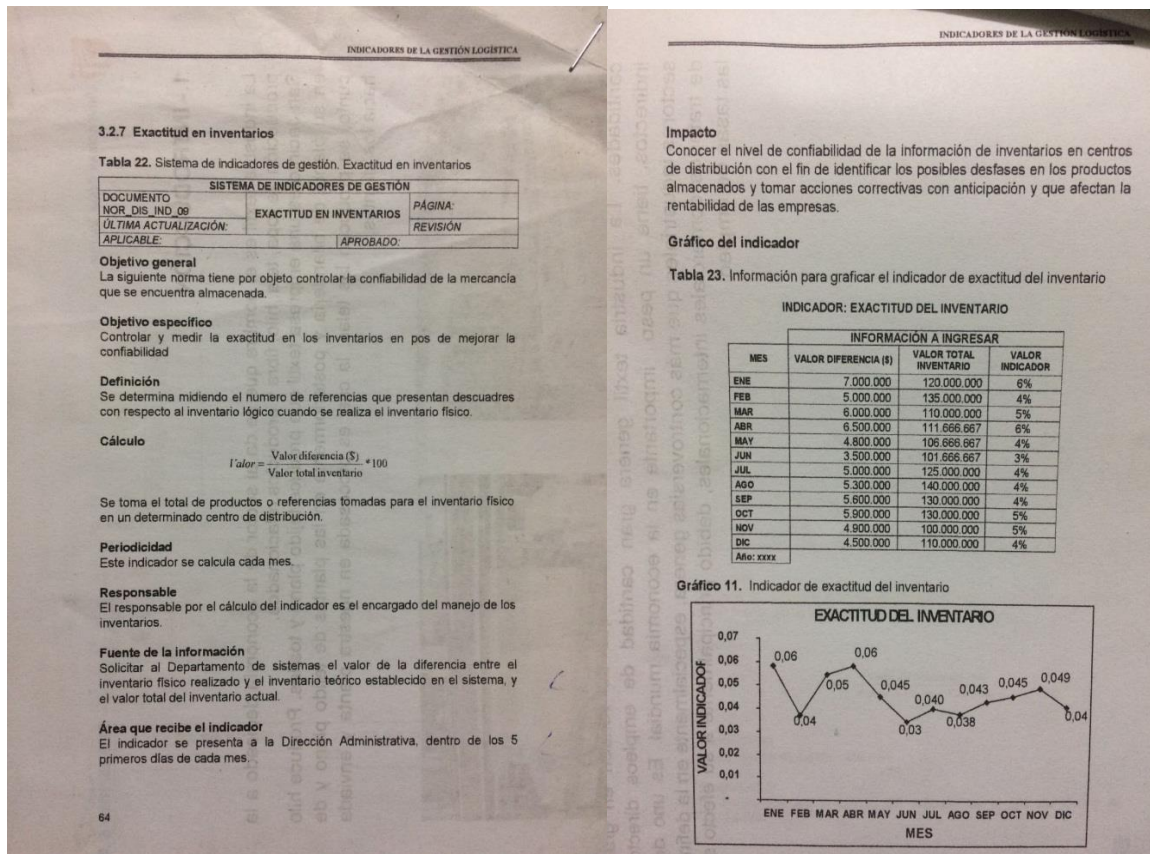 INDICADORES DE LA GESTIÓN LOGÍSTICA
3.2.7 Exactitud en inventarios
Tabla 22. Sistema de indicadores de gestión. Exactitud en inventarios
SISTEMA DE INDICADORES DE GESTIÓN
DOCUMENTO
NOR_DIS_IND_09
EXACTITUD EN INVENTARIOS
PÁGINA:
ÚLTIMA ACTUALIZACIÓN:
REVISIÓN
APLICABLE:
APROBADO:
Objetivo general
La siguiente norma tiene por objeto controlar la confiabilidad de la mercancía
que se encuentra almacenada.
Objetivo especifico
Controlar y medir la exactitud en los inventarios en pos de mejorar la
confiabilidad
Definición
Se determina midiendo el número de referencias que presentan descuadres
con respecto al inventario lógico cuando se realiza el inventario físico.
Cálculo
Valor = Valor diferencia ($) / Valor total inventario *100
Se toma el total de productos o referencias tomadas para el inventario físico
en un determinado centro de distribución.
Periodicidad
Este indicador se calcula cada mes.
Responsable
El responsable por el cálculo del indicador es el encargado del manejo de los
inventarios.
Fuente de la información
Solicitar al Departamento de sistemas el valor de la diferencia entre el
inventario físico realizado y el inventario teórico establecido en el sistema, y
el valor total del inventario actual.
Área que recibe el indicador
El indicador se presenta a la Dirección Administrativa, dentro de los 5
primeros días de cada mes.
64
INDICADORES DE LA GESTIÓN LOGÍSTICA
Impacto
Conocer el nivel de confiabilidad de la información de inventarios en centros
de distribución con el fin de identificar los posibles desfases en los productos
almacenados y tomar acciones correctivas con anticipación y que afectan la
rentabilidad de las empresas.
Gráfico del indicador
Tabla 23. Información para graficar el indicador de exactitud del inventario
INDICADOR: EXACTITUD DEL INVENTARIO
INFORMACIÓN A INGRESAR
MES VALOR DIFERENCIA ($) VALOR TOTAL INVENTARIO VALOR INDICADOR
ENE 7.000.000 120.000.000 6%
FEB 5.000.000 135.000.000 4%
MAR 6.000.000 110.000.000 5%
ABR 6.500.000 111.666.667 6%
MAY 4.800.000 106.666.667 4%
JUN 3.500.000 101.666.667 3%
JUL 5.000.000 125.000.000 4%
AGO 5.300.000 140.000.000 4%
SEP 5.600.000 130.000.000 4%
OCT 5.900.000 130.000.000 5%
NOV 4.900.000 100.000.000 5%
DIC 4.500.000 110.000.000 4%
Año: xxxx
Gráfico 11. Indicador de exactitud del inventario
EXACTITUD DEL INVENTARIO
VALOR INDICADOR
0,07
0,06
0,05
0,04
0,03
0,02
0,01
0,06
0,04
0,05
0,06
0,045
0,03
0,040
0,038
0,043
0,045
0,049
0,04
ENE FEB MAR ABR MAY JUN JUL AGO SEP OCT NOV DIC
MES